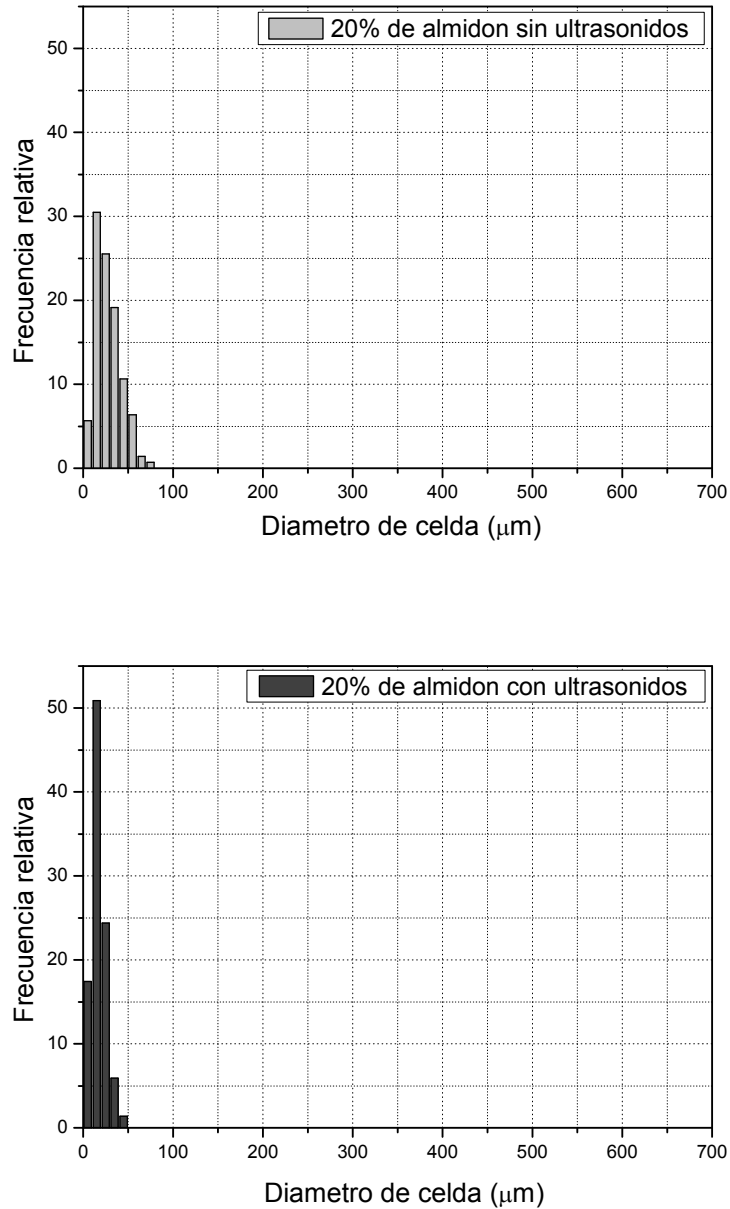 20% de almidon sin ultrasonidos
50
40
30
20
10
0
Frecuencia relativa
0 100 200 300 400 500 600 700
Diametro de celda (μm)
20% de almidon con ultrasonidos
50
40
30
20
10
0
Frecuencia relativa
0 100 200 300 400 500 600 700
Diametro de celda (μm)